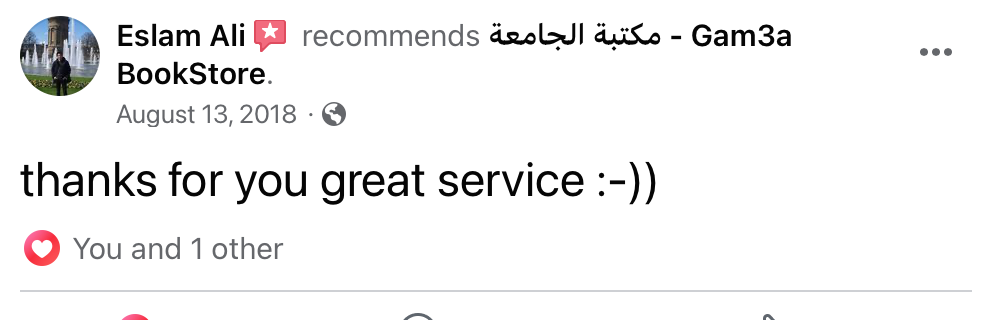 Eslam Ali recommends مكتبة الجامعة - Gam3a
BookStore.
August 13, 2018 ·
thanks for you great service :-))
You and 1 other